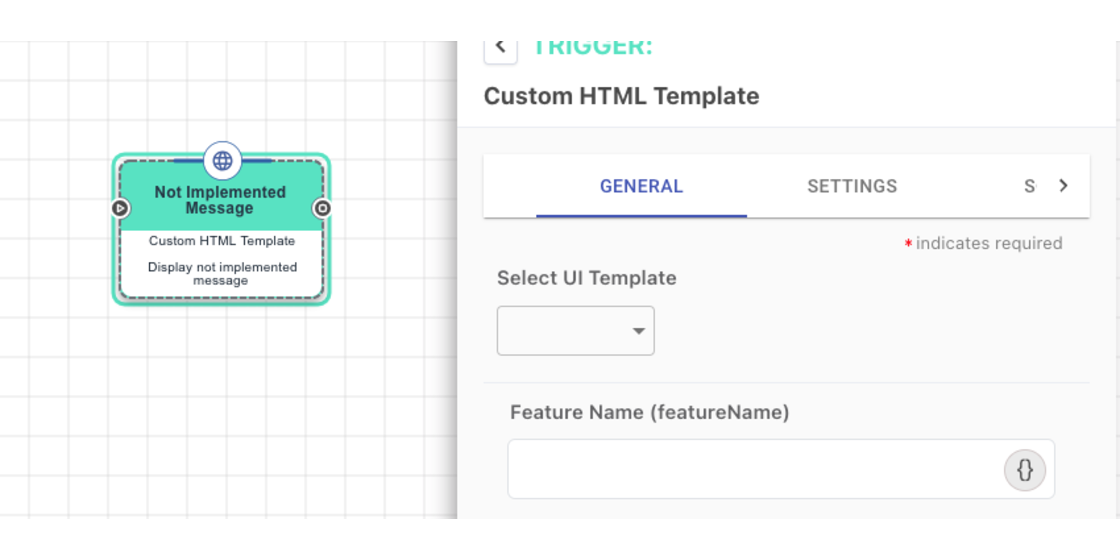 Not Implemented
Message
Custom HTML Template
Display not implemented
message
TRIGGER:
Custom HTML Template
GENERAL
SETTINGS
S
* indicates required
Select UI Template
Feature Name (featureName)
{}